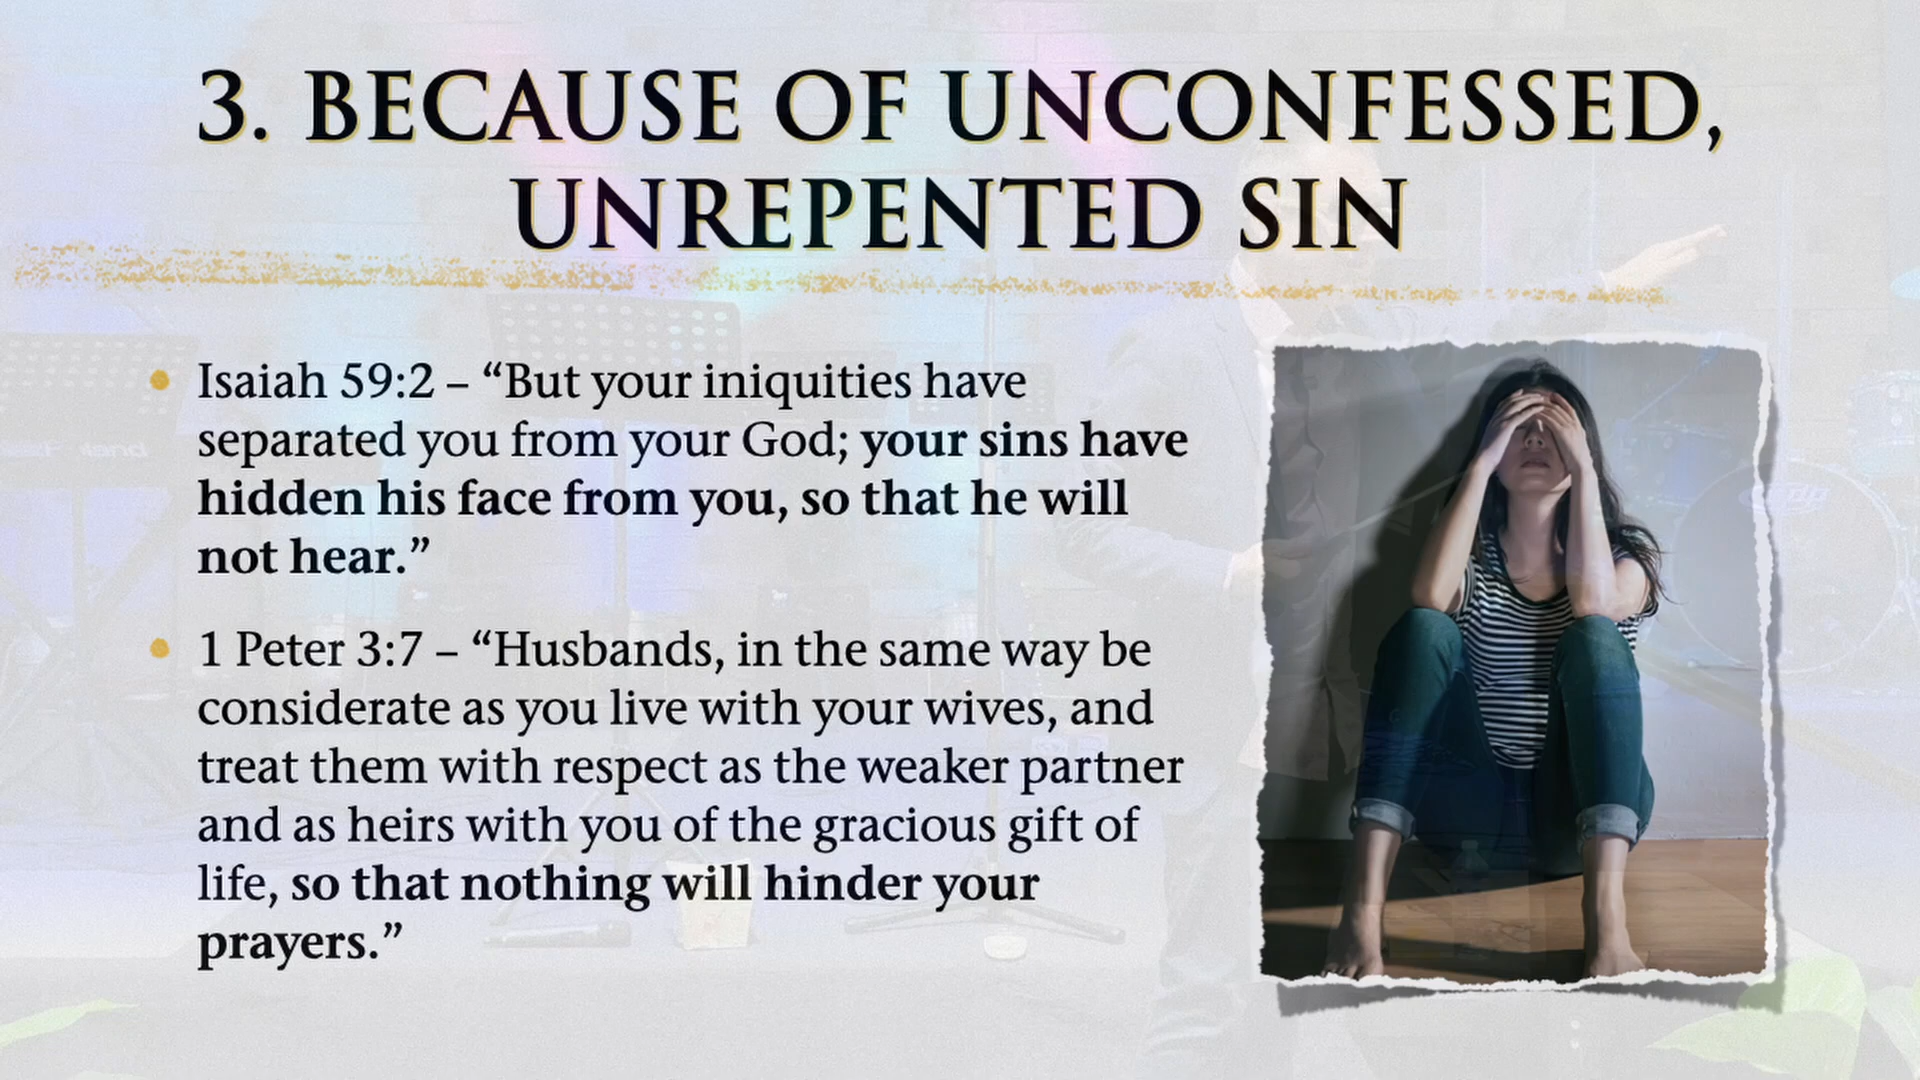 3. BECAUSE OF UNCONFESSED,
UNREPENTED SIN
Isaiah 59:2 – “But your iniquities have
separated you from your God; your sins have
hidden his face from you, so that he will
not hear.”
1 Peter 3:7 – “Husbands, in the same way be
considerate as you live with your wives, and
treat them with respect as the weaker partner
and as heirs with you of the gracious gift of
life, so that nothing will hinder your
prayers.”